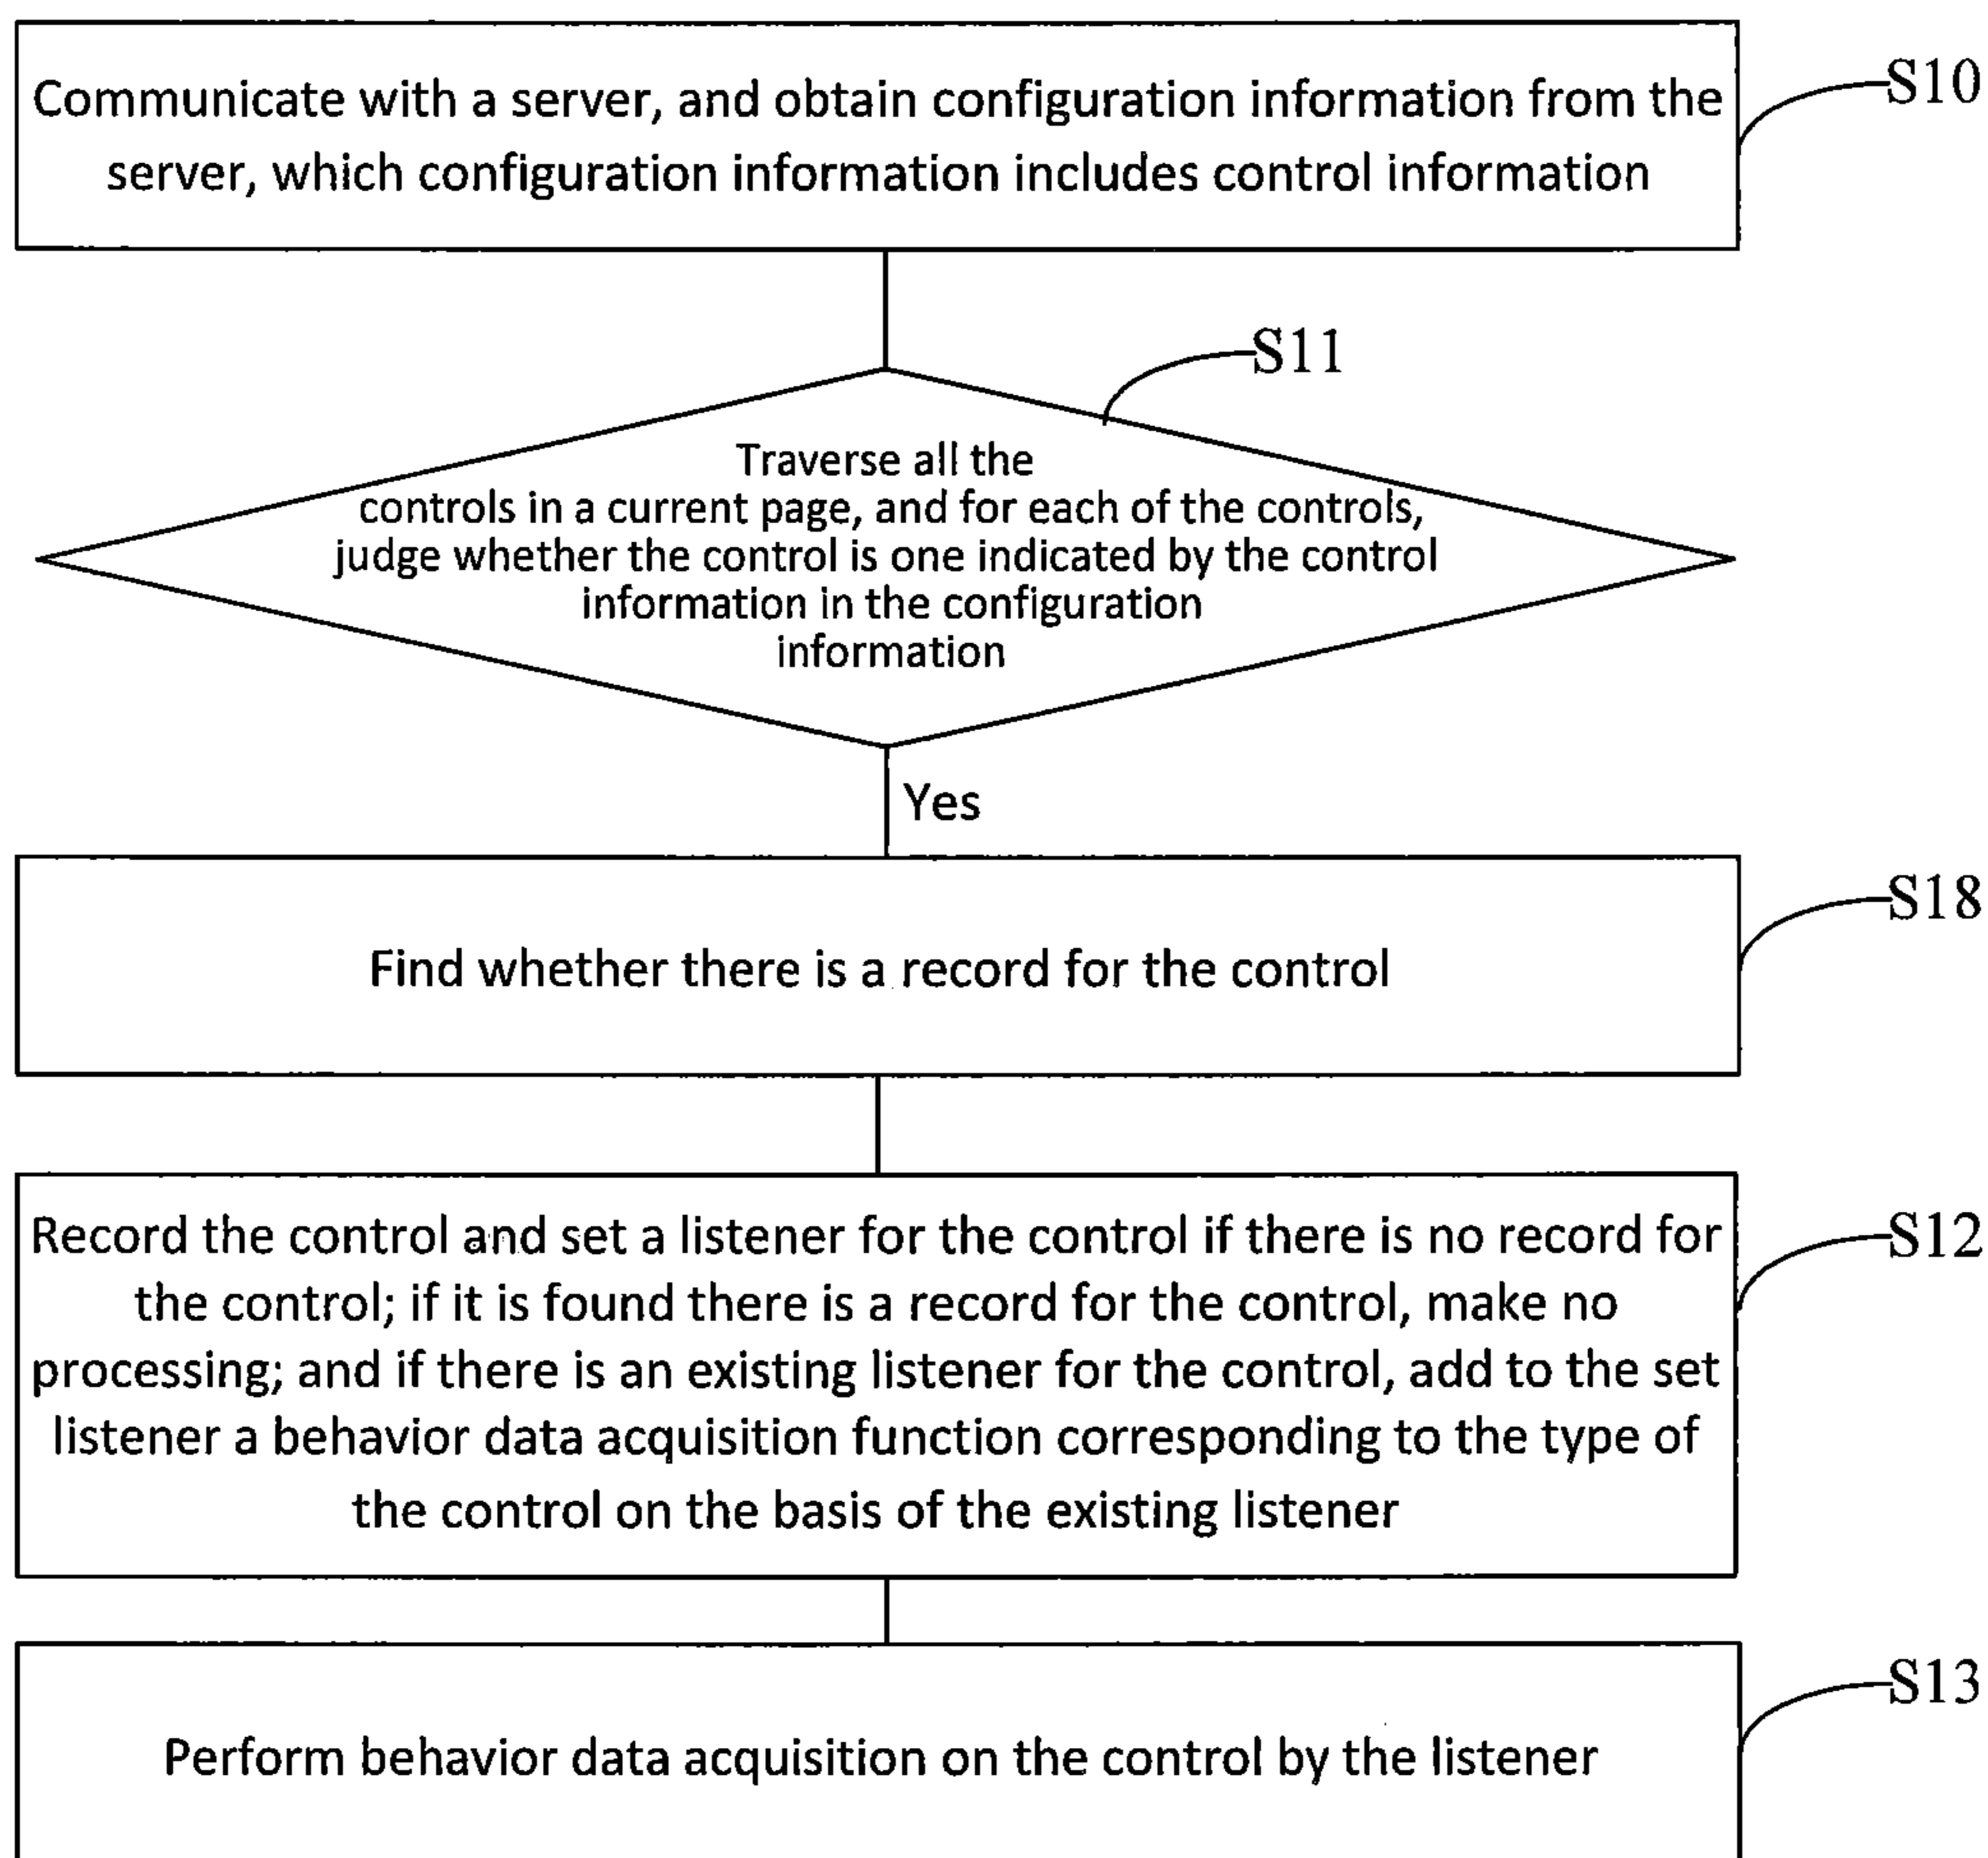 Communicate with a server, and obtain configuration information from the
server, which configuration information includes control information
S10
S11
Traverse all the
controls in a current page, and for each of the controls,
judge whether the control is one indicated by the control
information in the configuration
information
Yes
Find whether there is a record for the control
S18
Record the control and set a listener for the control if there is no record for
the control; if it is found there is a record for the control, make no
processing; and if there is an existing listener for the control, add to the set
listener a behavior data acquisition function corresponding to the type of
the control on the basis of the existing listener
S12
Perform behavior data acquisition on the control by the listener
S13